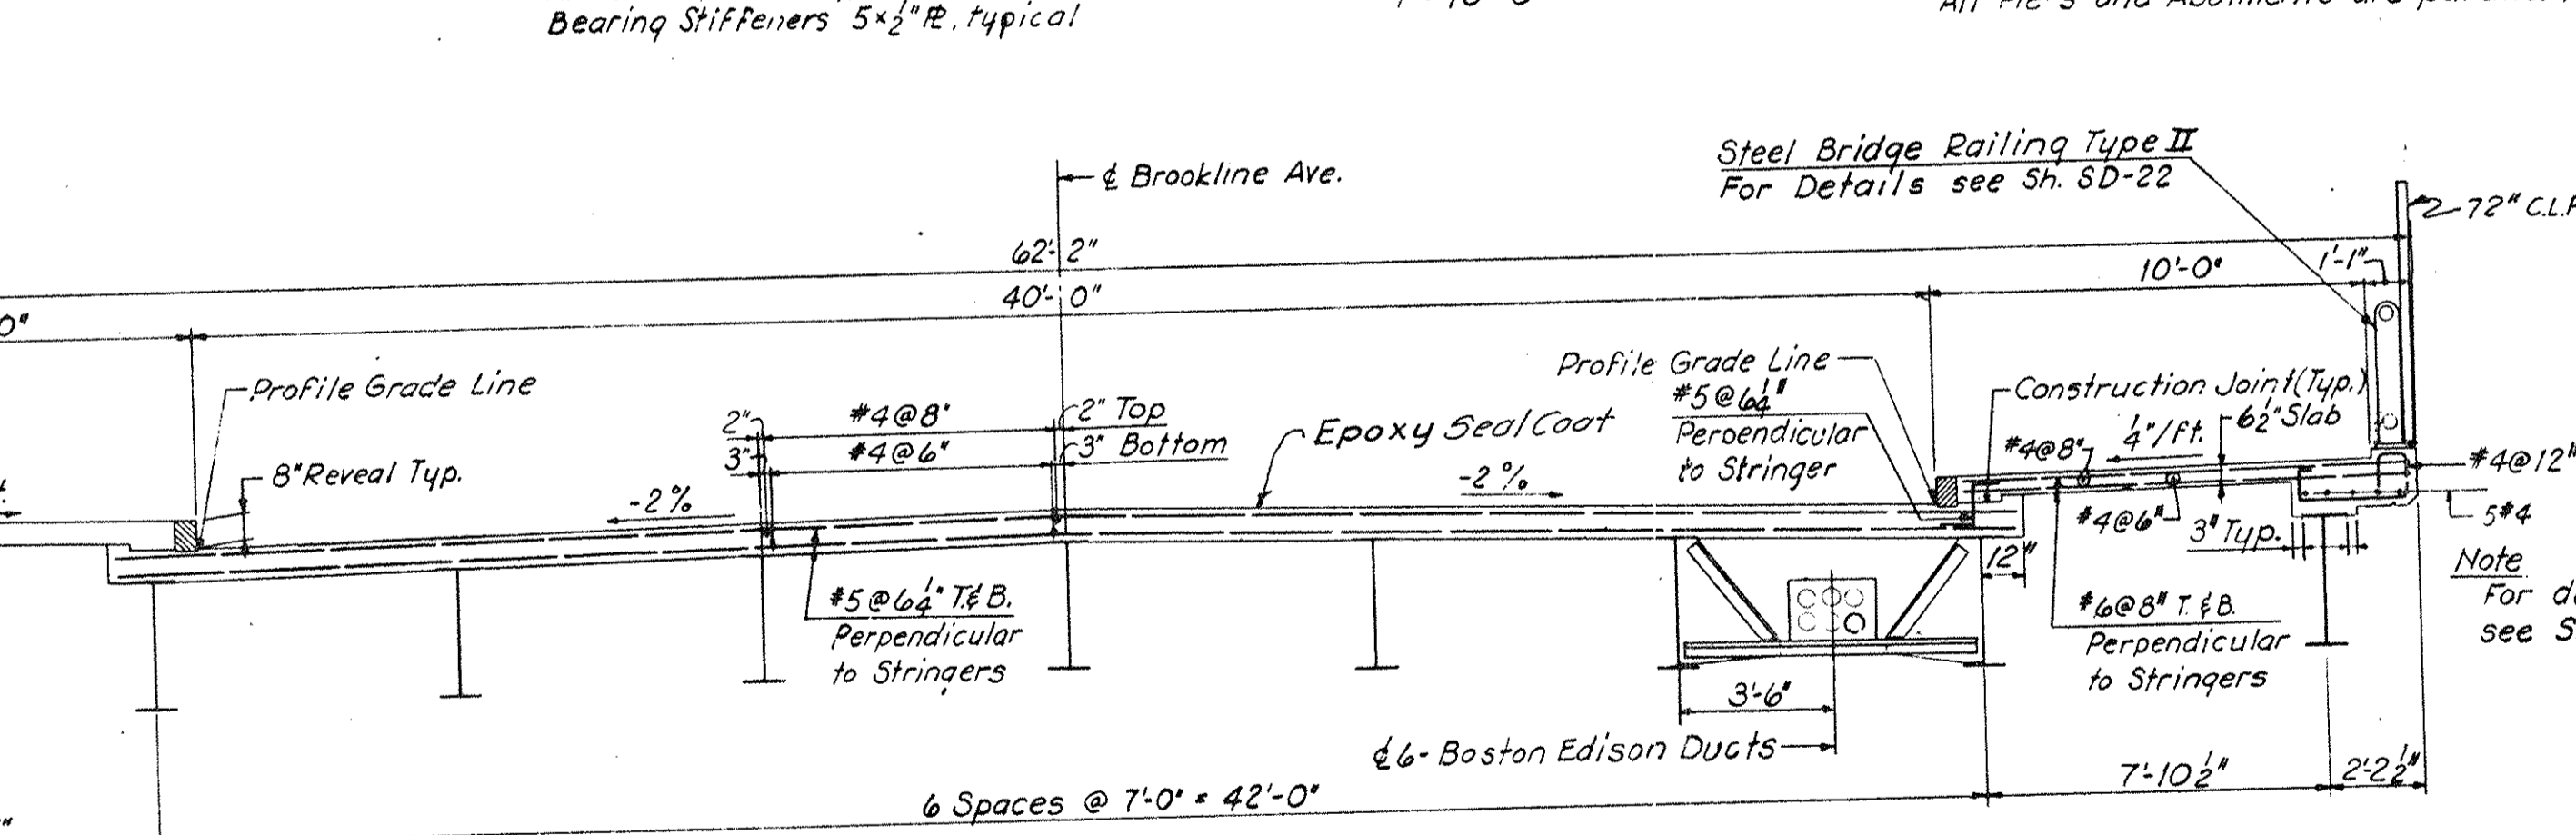 Bearing Stiffeners 5×½" PL. typical
℄ Brookline Ave.
Steel Bridge Railing Type II
For Details see Sh. SD-22
72" C.L.F
62'-2"
40'-0"
10'-0"
1'-1"
0"
Profile Grade Line
8" Reveal Typ.
-2%
2"
3"
#4@8"
#4@6"
2" Top
3" Bottom
Epoxy Seal Coat
-2%
Profile Grade Line
#5@6¼"
Perpendicular
to Stringer
Construction Joint (Typ.)
6½" Slab
¼"/ft.
#4@8"
#4@6"
3" Typ.
#4@12"
5#4
Note
For d
see S
12"
#5@6¼" T.&B.
Perpendicular
to Stringers
#6@8" T.&B.
Perpendicular
to Stringers
3'-6"
℄ 6-Boston Edison Ducts
6 Spaces @ 7'-0" = 42'-0"
7'-10½"
2'-2½"